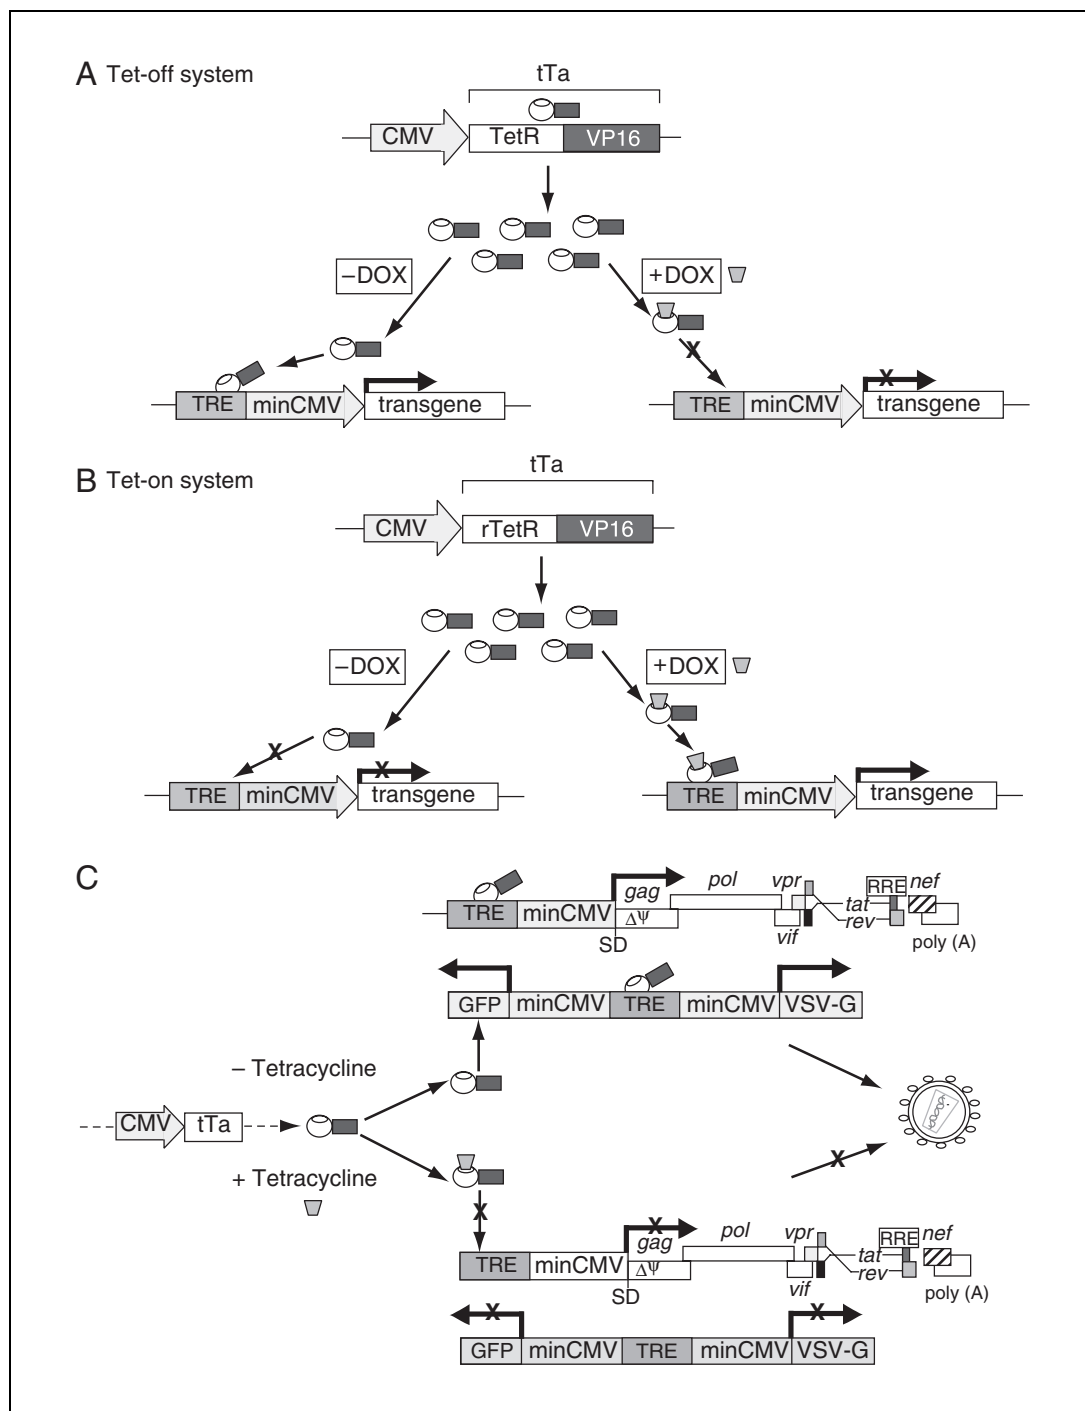 A Tet-off system
tTa
CMV TetR VP16
–DOX +DOX
X
X
TRE minCMV transgene TRE minCMV transgene
B Tet-on system
tTa
CMV rTetR VP16
–DOX +DOX
X X
TRE minCMV transgene TRE minCMV transgene
C
gag pol vpr RRE nef
TRE minCMV ΔΨ tat
rev
SD vif poly (A)
GFP minCMV TRE minCMV VSV-G
– Tetracycline
CMV tTa
+ Tetracycline
X
X
X
gag pol vpr RRE nef
TRE minCMV ΔΨ tat
rev
SD vif poly (A)
X X
GFP minCMV TRE minCMV VSV-G